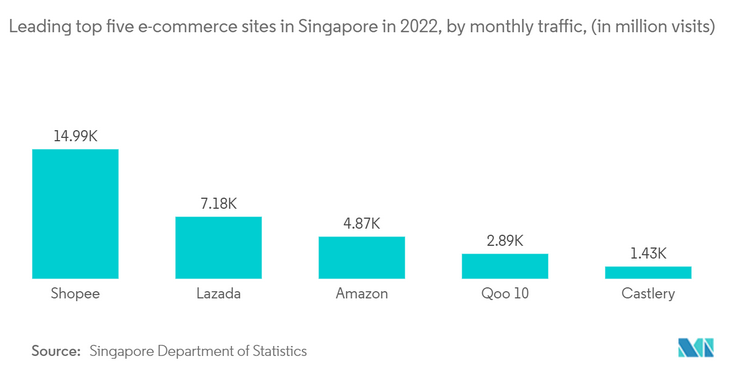 Leading top five e-commerce sites in Singapore in 2022, by monthly traffic, (in million visits)
14.99K
7.18K
4.87K
2.89K
1.43K
Shopee
Lazada
Amazon
Qoo 10
Castlery
Source: Singapore Department of Statistics